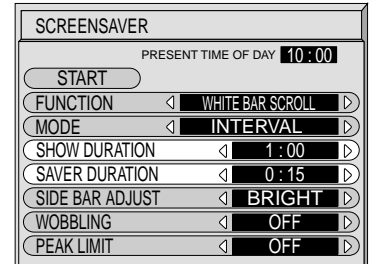 SCREENSAVER
PRESENT TIME OF DAY 10 : 00
START
FUNCTION WHITE BAR SCROLL
MODE INTERVAL
SHOW DURATION 1 : 00
SAVER DURATION 0 : 15
SIDE BAR ADJUST BRIGHT
WOBBLING OFF
PEAK LIMIT OFF